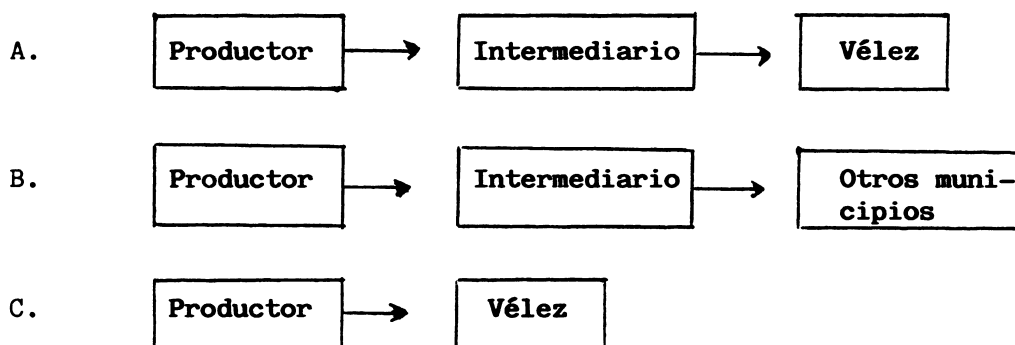 A. Productor Intermediario Vélez
B. Productor Intermediario Otros muni-
cipios
C. Productor Vélez